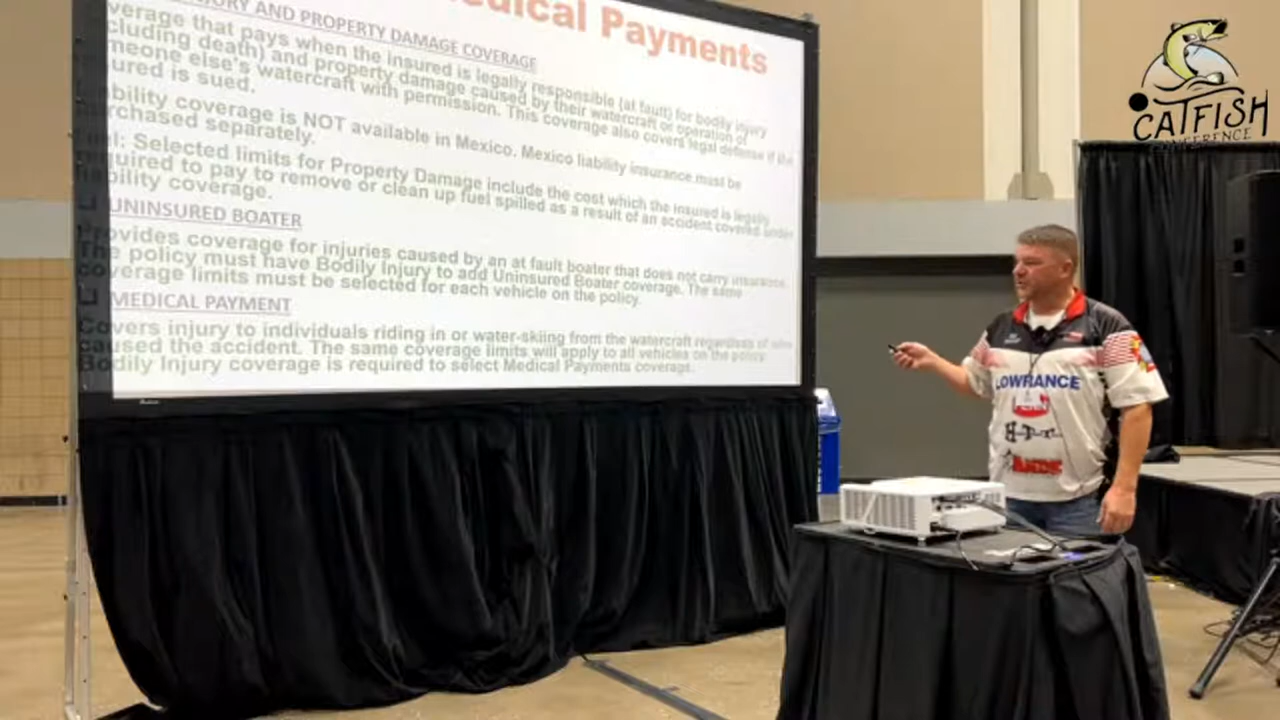 Medical Payments
INJURY AND PROPERTY DAMAGE COVERAGE
verage that pays when the insured is legally responsible (at fault) for bodily injury
cluding death) and property damage caused by their watercraft or operation of
meone else's watercraft with permission. This coverage also covers legal defense if the
ured is sued.
ability coverage is NOT available in Mexico. Mexico liability insurance must be
urchased separately.
uel: Selected limits for Property Damage include the cost which the insured is legally
required to pay to remove or clean up fuel spilled as a result of an accident covered under
liability coverage.
UNINSURED BOATER
Provides coverage for injuries caused by an at fault boater that does not carry insurance.
The policy must have Bodily Injury to add Uninsured Boater coverage. The same
coverage limits must be selected for each vehicle on the policy.
MEDICAL PAYMENT
Covers injury to individuals riding in or water-skiing from the watercraft regardless of who
caused the accident. The same coverage limits will apply to all vehicles on the policy
Bodily Injury coverage is required to select Medical Payments coverage.
CATFISH
CONFERENCE
LOWRANCE